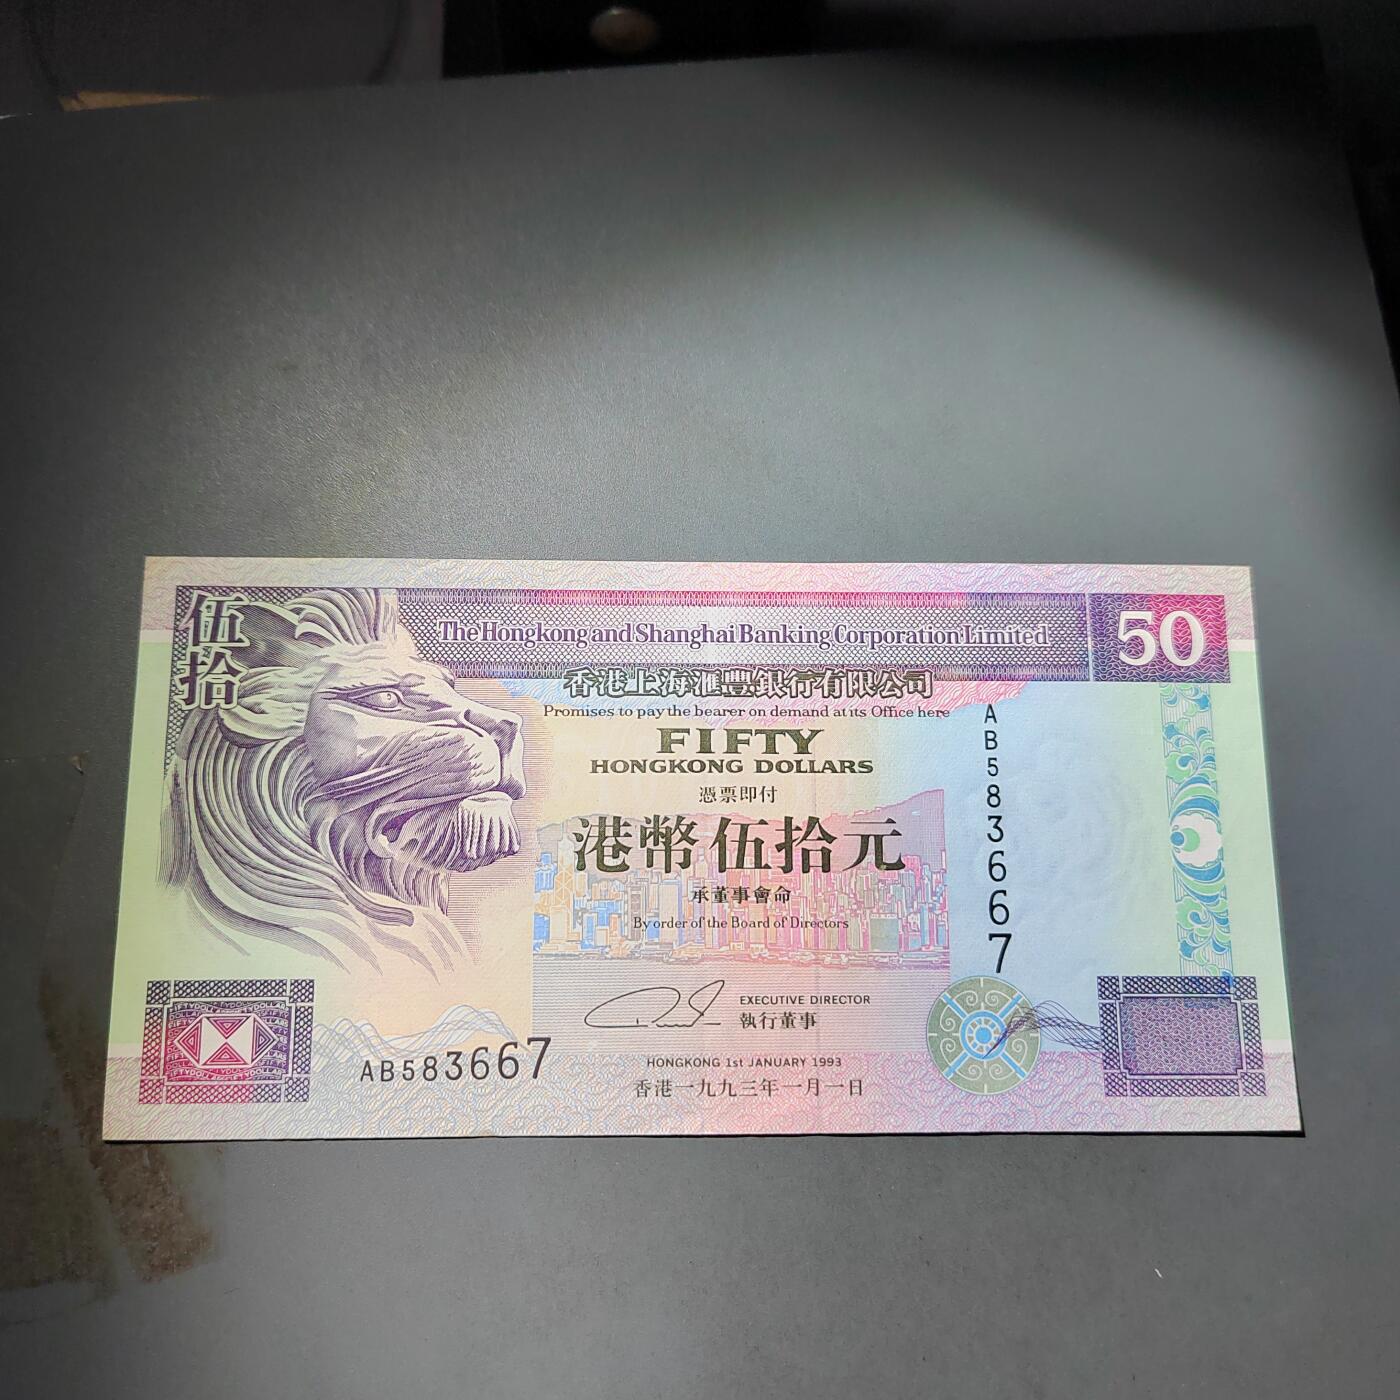 伍拾
The Hongkong and Shanghai Banking Corporation Limited
50
香港上海滙豐銀行有限公司
Promises to pay the bearer on demand at its Office here
FIFTY
HONGKONG DOLLARS
憑票即付
港幣伍拾元
承董事會命
By order of the Board of Directors
AB583667
EXECUTIVE DIRECTOR
執行董事
HONGKONG 1st JANUARY 1993
香港一九九三年一月一日
AB583667
FIFTYDOLLARS